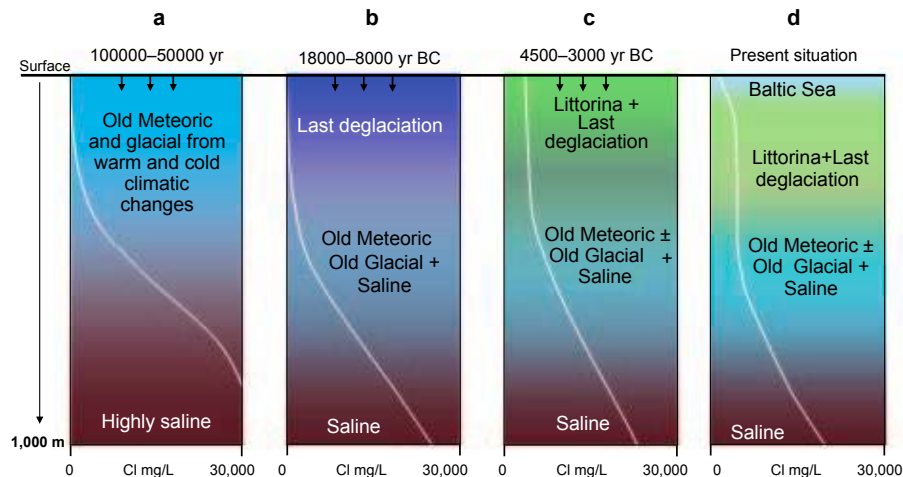 a
b
c
d
100000–50000 yr
18000–8000 yr BC
4500–3000 yr BC
Present situation
Surface
Old Meteoric
and glacial from
warm and cold
climatic
changes
Highly saline
1,000 m
0
Cl mg/L
30,000
Last deglaciation
Old Meteoric
Old Glacial +
Saline
Saline
0
Cl mg/L
30,000
Littorina +
Last
deglaciation
Old Meteoric ±
Old Glacial +
Saline
Saline
0
Cl mg/L
30,000
Baltic Sea
Littorina+Last
deglaciation
Old Meteoric ±
Old Glacial +
Saline
Saline
0
Cl mg/L
30,000